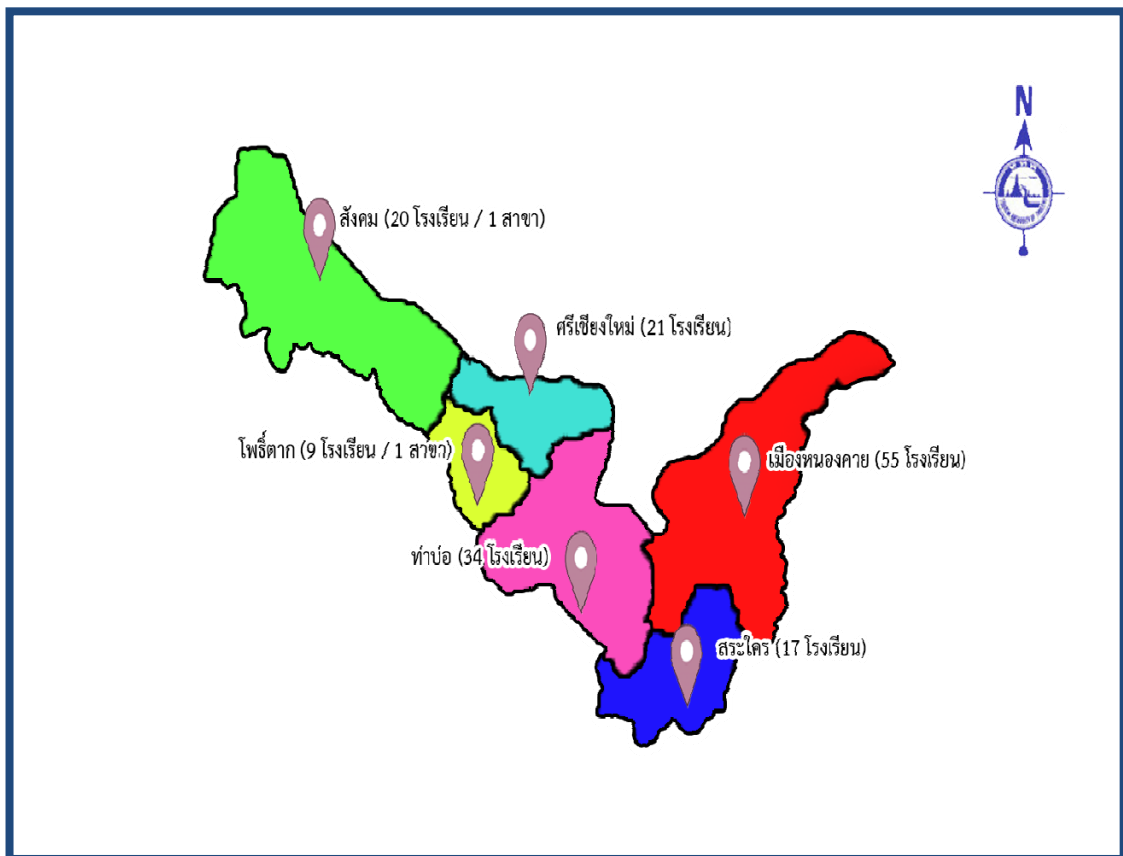 N
สังคม (20 โรงเรียน / 1 สาขา)
ศรีเชียงใหม่ (21 โรงเรียน)
โพธิ์ตาก (9 โรงเรียน / 1 สาขา)
เมืองหนองคาย (55 โรงเรียน)
ท่าบ่อ (34 โรงเรียน)
สระใคร (17 โรงเรียน)